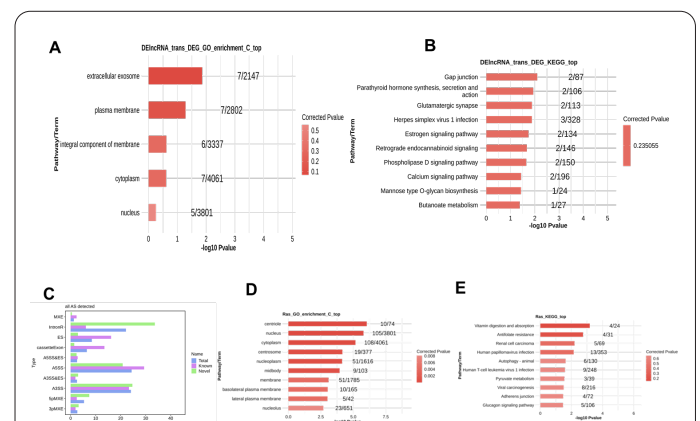 A
DElncRNA_trans_DEG_GO_enrichment_C_top
Pathway/Term
extracellular exosome
7/2147
plasma membrane
7/2802
integral component of membrane
6/3337
cytoplasm
7/4061
nucleus
5/3801
0 1 2 3 4 5
-log10 Pvalue
Corrected Pvalue
0.5
0.4
0.3
0.2
0.1
B
DElncRNA_trans_DEG_KEGG_top
Pathway/Term
Gap junction
2/87
Parathyroid hormone synthesis, secretion and
action
2/106
Glutamatergic synapse
2/113
Herpes simplex virus 1 infection
3/328
Estrogen signaling pathway
2/134
Retrograde endocannabinoid signaling
2/146
Phospholipase D signaling pathway
2/150
Calcium signaling pathway
2/196
Mannose type O-glycan biosynthesis
1/24
Butanoate metabolism
1/27
0 1 2 3 4 5
-log10 Pvalue
Corrected Pvalue
0.235055
C
all AS detected
Type
MXE
intronR
ES
cassetteExon
A5SS&ES
A5SS
A3SS&ES
A3SS
5pMXE
3pMXE
0 10 20 30 40
Name
Total
Known
Novel
D
Ras_GO_enrichment_C_top
Pathway/Term
centriole
10/74
nucleus
105/3801
cytoplasm
108/4061
centrosome
19/377
nucleoplasm
51/1616
midbody
9/103
membrane
51/1785
basolateral plasma membrane
10/165
lateral plasma membrane
5/42
nucleolus
23/651
0.0 2.5 5.0 7.5
Corrected Pvalue
0.008
0.006
0.004
0.002
E
Ras_KEGG_top
Pathway/Term
Vitamin digestion and absorption
4/24
Antifolate resistance
4/31
Renal cell carcinoma
5/69
Human papillomavirus infection
13/353
Autophagy - animal
6/130
Human T-cell leukemia virus 1 infection
9/248
Pyruvate metabolism
3/39
Viral carcinogenesis
8/216
Adherens junction
4/72
Glucagon signaling pathway
5/106
0 2 4 6
-log10 Pvalue
Corrected Pvalue
0.4
0.2